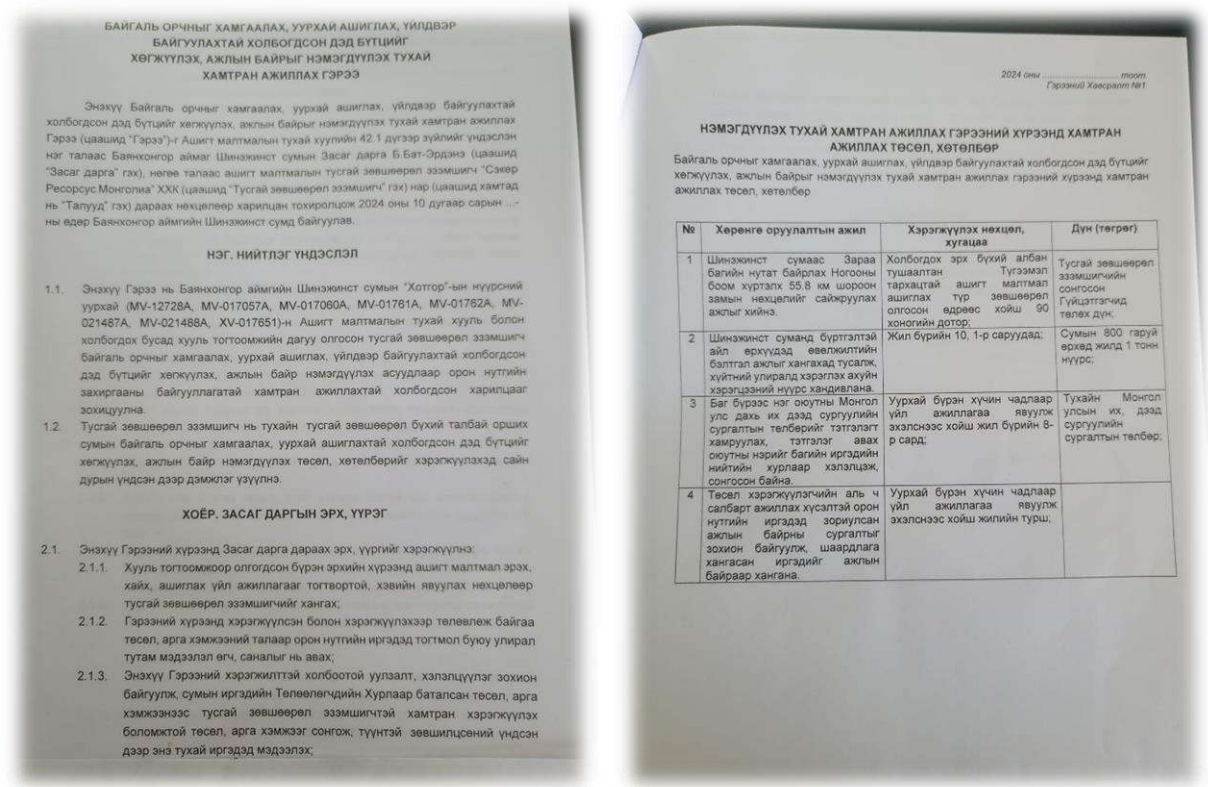 БАЙГАЛЬ ОРЧНЫГ ХАМГААЛАХ, УУРХАЙ АШИГЛАХ, ҮЙЛДВЭР
БАЙГУУЛАХТАЙ ХОЛБОГДСОН ДЭД БҮТЦИЙГ
ХӨГЖҮҮЛЭХ, АЖЛЫН БАЙРЫГ НЭМЭГДҮҮЛЭХ ТУХАЙ
ХАМТРАН АЖИЛЛАХ ГЭРЭЭ
Энэхүү Байгаль орчныг хамгаалах, уурхай ашиглах, үйлдвэр байгуулахтай
холбогдсон дэд бүтцийг хөгжүүлэх, ажлын байрыг нэмэгдүүлэх тухай хамтран ажиллах
Гэрээ (цаашид "Гэрээ")-г Ашигт малтмалын тухай хуулийн 42.1 дүгээр зүйлийг үндэслэн
нэг талаас Баянхонгор аймаг Шинэжинст сумын Засаг дарга Б.Бат-Эрдэнэ (цаашид
"Засаг дарга" гэх), нөгөө талаас ашигт малтмалын тусгай зөвшөөрөл эзэмшигч "Сэкөр
Ресорсус Монголиа" ХХК (цаашид "Тусгай зөвшөөрөл эзэмшигч" гэх) нар (цаашид хамтад
нь "Талууд" гэх) дараах нөхцөлөөр харилцан тохиролцож 2024 оны 10 дугаар сарын ...-
ны өдөр Баянхонгор аймгийн Шинэжинст сумд байгуулав.
НЭГ. НИЙТЛЭГ ҮНДЭСЛЭЛ
1.1. Энэхүү Гэрээ нь Баянхонгор аймгийн Шинэжинст сумын "Хотгор"-ын нүүрсний
уурхай (MV-12728A, MV-017057A, MV-017060A, MV-01761A, MV-01762A, MV-
021487A, MV-021488A, XV-017651)-н Ашигт малтмалын тухай хууль болон
холбогдох бусад хууль тогтоомжийн дагуу олгосон тусгай зөвшөөрөл эзэмшигч
байгаль орчныг хамгаалах, уурхай ашиглах, үйлдвэр байгуулахтай холбогдсон
дэд бүтцийг хөгжүүлэх, ажлын байр нэмэгдүүлэх асуудлаар орон нутгийн
захиргааны байгууллагатай хамтран ажиллахтай холбогдсон харилцааг
зохицуулна.
1.2. Тусгай зөвшөөрөл эзэмшигч нь тухайн тусгай зөвшөөрөл бүхий талбай орших
сумын байгаль орчныг хамгаалах, уурхай ашиглахтай холбогдсон дэд бүтцийг
хөгжүүлэх, ажлын байр нэмэгдүүлэх төсөл, хөтөлбөрийг хэрэгжүүлэхэд сайн
дурын үндсэн дээр дэмжлэг үзүүлнэ.
ХОЁР. ЗАСАГ ДАРГЫН ЭРХ, ҮҮРЭГ
2.1. Энэхүү Гэрээний хүрээнд Засаг дарга дараах эрх, үүргийг хэрэгжүүлнэ:
2.1.1. Хууль тогтоомжоор олгогдсон бүрэн эрхийн хүрээнд ашигт малтмал эрэх,
хайх, ашиглах үйл ажиллагааг тогтвортой, хэвийн явуулах нөхцөлөөр
тусгай зөвшөөрөл эзэмшигчийг хангах;
2.1.2. Гэрээний хүрээнд хэрэгжүүлсэн болон хэрэгжүүлэхээр төлөвлөж байгаа
төсөл, арга хэмжээний талаар орон нутгийн иргэдэд тогтмол буюу улирал
тутам мэдээлэл өгч, саналыг нь авах;
2.1.3. Энэхүү Гэрээний хэрэгжилттэй холбоотой уулзалт, хэлэлцүүлэг зохион
байгуулж, сумын иргэдийн Төлөөлөгчдийн Хурлаар баталсан төсөл, арга
хэмжээнээс тусгай зөвшөөрөл эзэмшигчтэй хамтран хэрэгжүүлэх
боломжтой төсөл, арга хэмжээг сонгож, түүнтэй зөвшилцсөний үндсэн
дээр энэ тухай иргэдэд мэдээлэх;
2024 оны ........................ тоот
Гэрээний Хавсралт №1
НЭМЭГДҮҮЛЭХ ТУХАЙ ХАМТРАН АЖИЛЛАХ ГЭРЭЭНИЙ ХҮРЭЭНД ХАМТРАН
АЖИЛЛАХ ТӨСӨЛ, ХӨТӨЛБӨР
Байгаль орчныг хамгаалах, уурхай ашиглах, үйлдвэр байгуулахтай холбогдсон дэд бүтцийг
хөгжүүлэх, ажлын байрыг нэмэгдүүлэх тухай хамтран ажиллах гэрээний хүрээнд хамтран
ажиллах төсөл, хөтөлбөр
№ Хөрөнгө оруулалтын ажил
Хэрэгжүүлэх нөхцөл,
хугацаа
Дүн (төгрөг)
1 Шинэжинст сумаас Зараа
багийн нутагт байрлах Ногооны
боом хүртэлх 55.8 км шороон
замын нөхцөлийг сайжруулах
ажлыг хийнэ.
Холбогдох эрх бүхий албан
тушаалтан Түгээмэл
тархацтай ашигт малтмал
ашиглах түр зөвшөөрөл
олгосон өдрөөс хойш 90
хоногийн дотор;
Тусгай зөвшөөрөл
эзэмшигчийн
сонгосон
Гүйцэтгэгчид
төлөх дүн;
2 Шинэжинст суманд бүртгэлтэй
айл өрхүүдэд өвөлжилтийн
бэлтгэл ажлыг хангахад тусалж,
хүйтний улиралд хэрэглэх ахуйн
хэрэгцээний нүүрс хандивлана.
Жил бүрийн 10, 1-р саруудад;
Сумын 800 гаруй
өрхөд жилд 1 тонн
нүүрс;
3 Баг бүрээс нэг оюутны Монгол
улс дахь их дээд сургуулийн
сургалтын төлбөрийг тэтгэлэгт
хамруулах, тэтгэлэг авах
оюутны нэрийг багийн иргэдийн
нийтийн хурлаар хэлэлцэж,
сонгосон байна.
Уурхай бүрэн хүчин чадлаар
үйл ажиллагаа явуулж
эхэлснээс хойш жил бүрийн 8-
р сард;
Тухайн Монгол
улсын их, дээд
сургуулийн
сургалтын төлбөр;
4 Төсөл хэрэгжүүлэгчийн аль ч
салбарт ажиллах хүсэлтэй орон
нутгийн иргэдэд зориулсан
ажлын байрны сургалтыг
зохион байгуулж, шаардлага
хангасан иргэдийг ажлын
байраар хангана.
Уурхай бүрэн хүчин чадлаар
үйл ажиллагаа явуулж
эхэлснээс хойш жилийн турш;